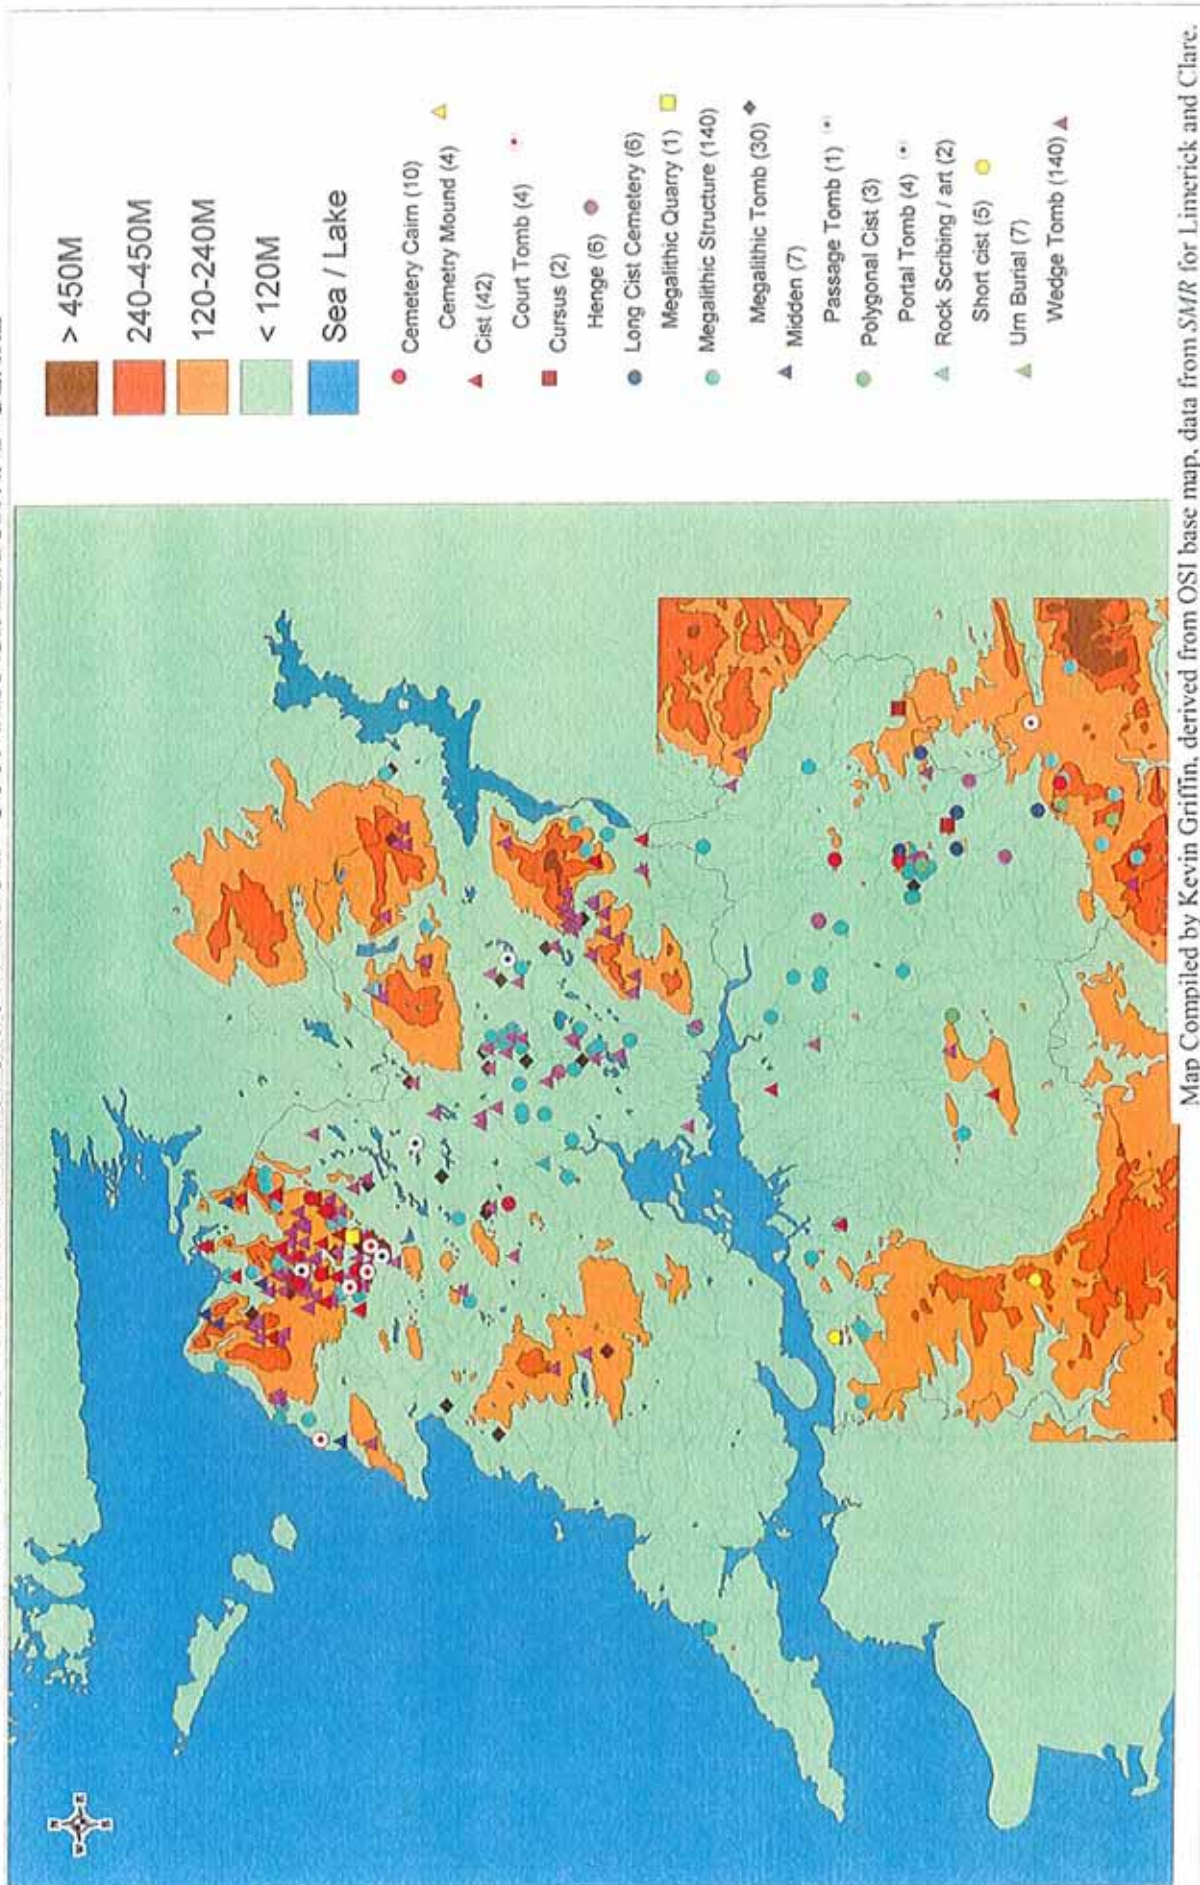 > 450M
240-450M
120-240M
< 120M
Sea / Lake
Cemetery Cairn (10)
Cemetry Mound (4)
Cist (42)
Court Tomb (4)
Cursus (2)
Henge (6)
Long Cist Cemetery (6)
Megalithic Quarry (1)
Megalithic Structure (140)
Megalithic Tomb (30)
Midden (7)
Passage Tomb (1)
Polygonal Cist (3)
Portal Tomb (4)
Rock Scribing / art (2)
Short cist (5)
Urn Burial (7)
Wedge Tomb (140)
Map Compiled by Kevin Griffin, derived from OSI base map, data from SMR for Limerick and Clare.